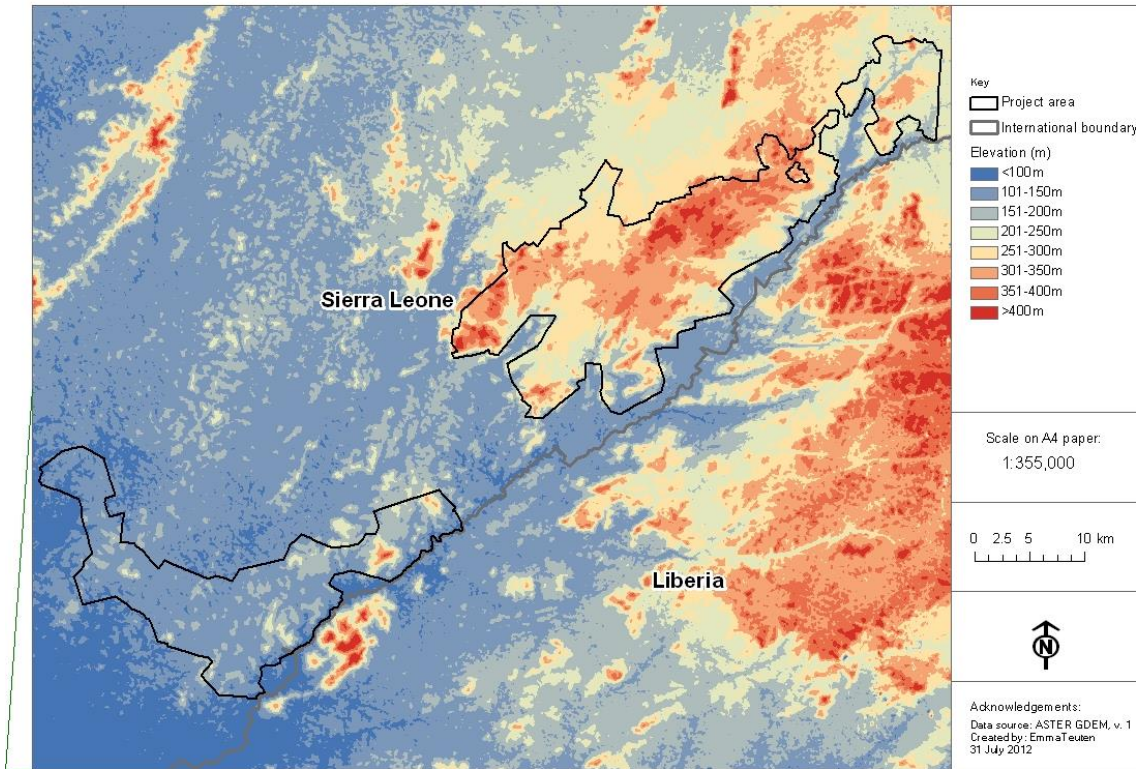 Sierra Leone
Liberia
Key
Project area
International boundary
Elevation (m)
<100m
101-150m
151-200m
201-250m
251-300m
301-350m
351-400m
>400m
Scale on A4 paper:
1:355,000
0 2.5 5 10 km
N
Acknowledgements:
Data source: ASTER GDEM, v. 1
Created by: EmmaTeuten
31 July 2012